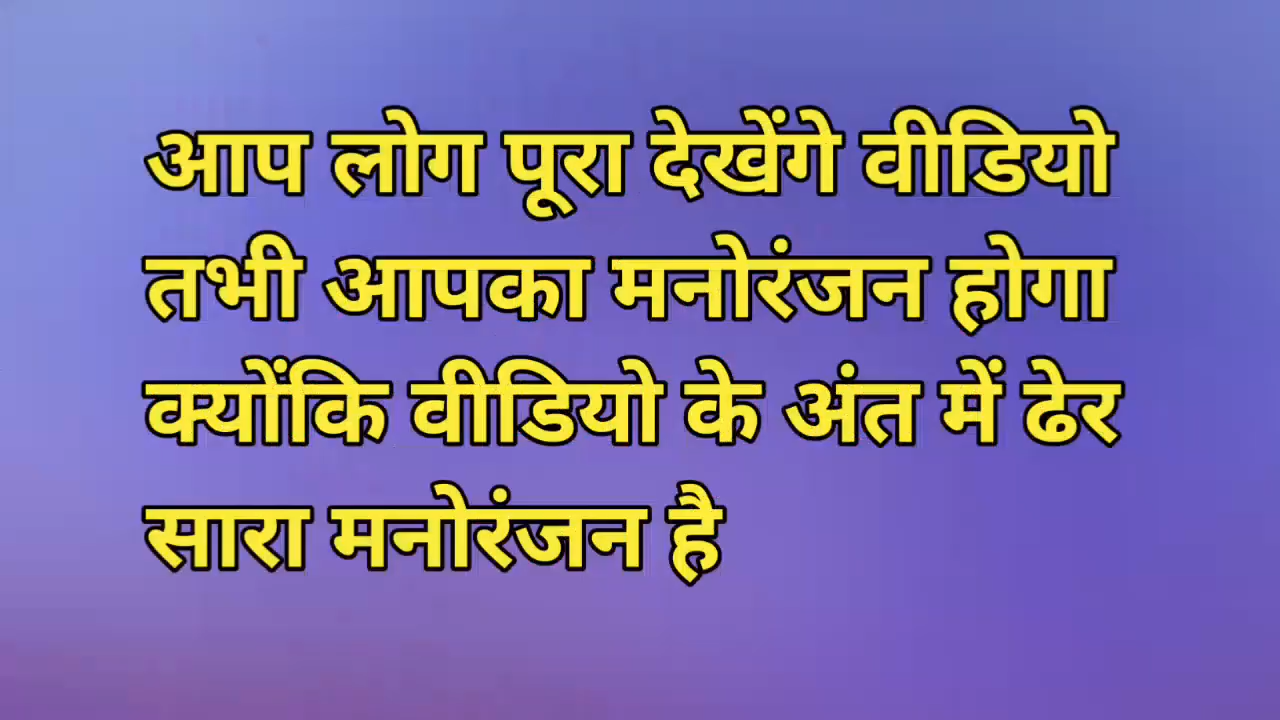 आप लोग पूरा देखेंगे वीडियो
तभी आपका मनोरंजन होगा
क्योंकि वीडियो के अंत में ढेर
सारा मनोरंजन है